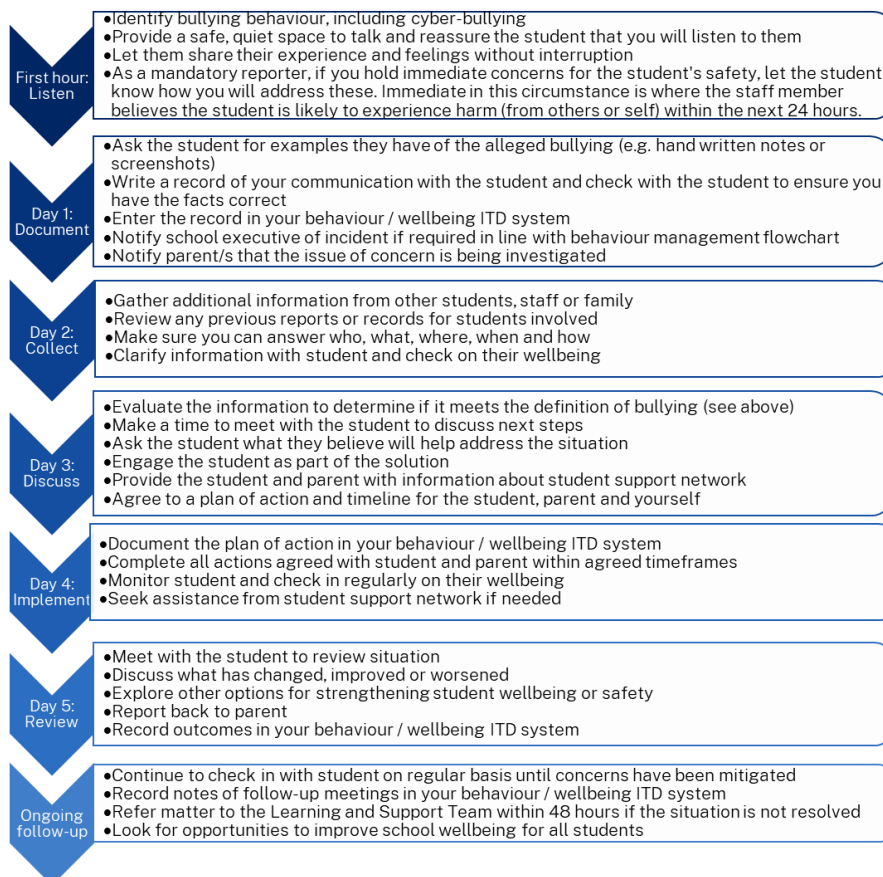 First hour:
Listen
•Identify bullying behaviour, including cyber-bullying
•Provide a safe, quiet space to talk and reassure the student that you will listen to them
•Let them share their experience and feelings without interruption
•As a mandatory reporter, if you hold immediate concerns for the student's safety, let the student
know how you will address these. Immediate in this circumstance is where the staff member
believes the student is likely to experience harm (from others or self) within the next 24 hours.
Day 1:
Document
•Ask the student for examples they have of the alleged bullying (e.g. hand written notes or
screenshots)
•Write a record of your communication with the student and check with the student to ensure you
have the facts correct
•Enter the record in your behaviour / wellbeing ITD system
•Notify school executive of incident if required in line with behaviour management flowchart
•Notify parent/s that the issue of concern is being investigated
Day 2:
Collect
•Gather additional information from other students, staff or family
•Review any previous reports or records for students involved
•Make sure you can answer who, what, where, when and how
•Clarify information with student and check on their wellbeing
Day 3:
Discuss
•Evaluate the information to determine if it meets the definition of bullying (see above)
•Make a time to meet with the student to discuss next steps
•Ask the student what they believe will help address the situation
•Engage the student as part of the solution
•Provide the student and parent with information about student support network
•Agree to a plan of action and timeline for the student, parent and yourself
Day 4:
Implement
•Document the plan of action in your behaviour / wellbeing ITD system
•Complete all actions agreed with student and parent within agreed timeframes
•Monitor student and check in regularly on their wellbeing
•Seek assistance from student support network if needed
Day 5:
Review
•Meet with the student to review situation
•Discuss what has changed, improved or worsened
•Explore other options for strengthening student wellbeing or safety
•Report back to parent
•Record outcomes in your behaviour / wellbeing ITD system
Ongoing
follow-up
•Continue to check in with student on regular basis until concerns have been mitigated
•Record notes of follow-up meetings in your behaviour / wellbeing ITD system
•Refer matter to the Learning and Support Team within 48 hours if the situation is not resolved
•Look for opportunities to improve school wellbeing for all students